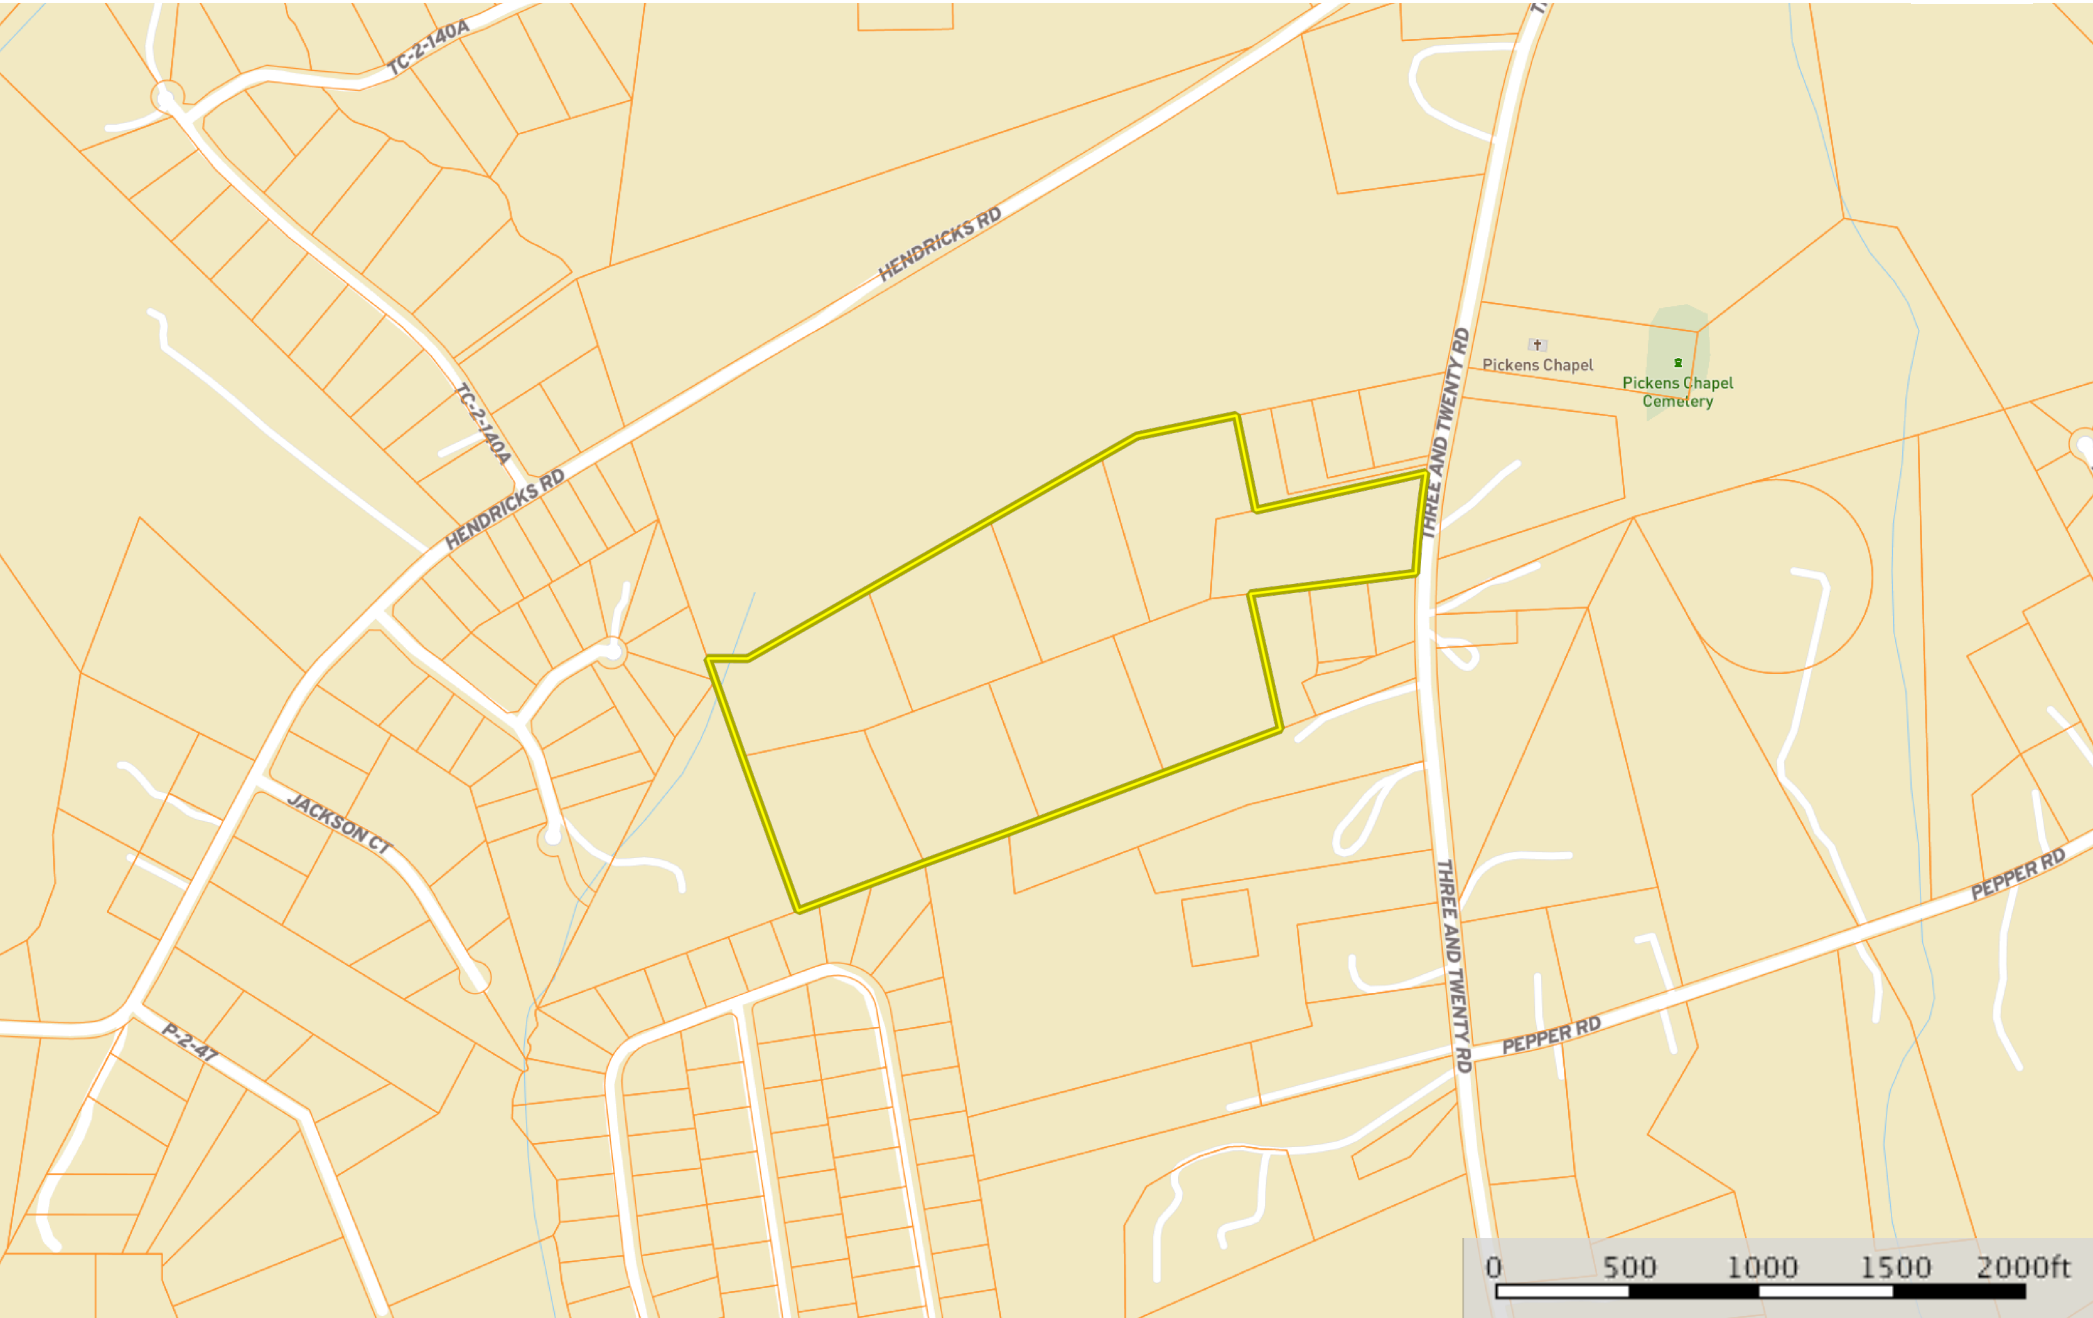 TC-2-140A
HENDRICKS RD
THREE AND TWENTY RD
Pickens Chapel
Pickens Chapel
Cemetery
TC-2-140A
HENDRICKS RD
JACKSON CT
P-2-47
THREE AND TWENTY RD
PEPPER RD
PEPPER RD
0 500 1000 1500 2000ft